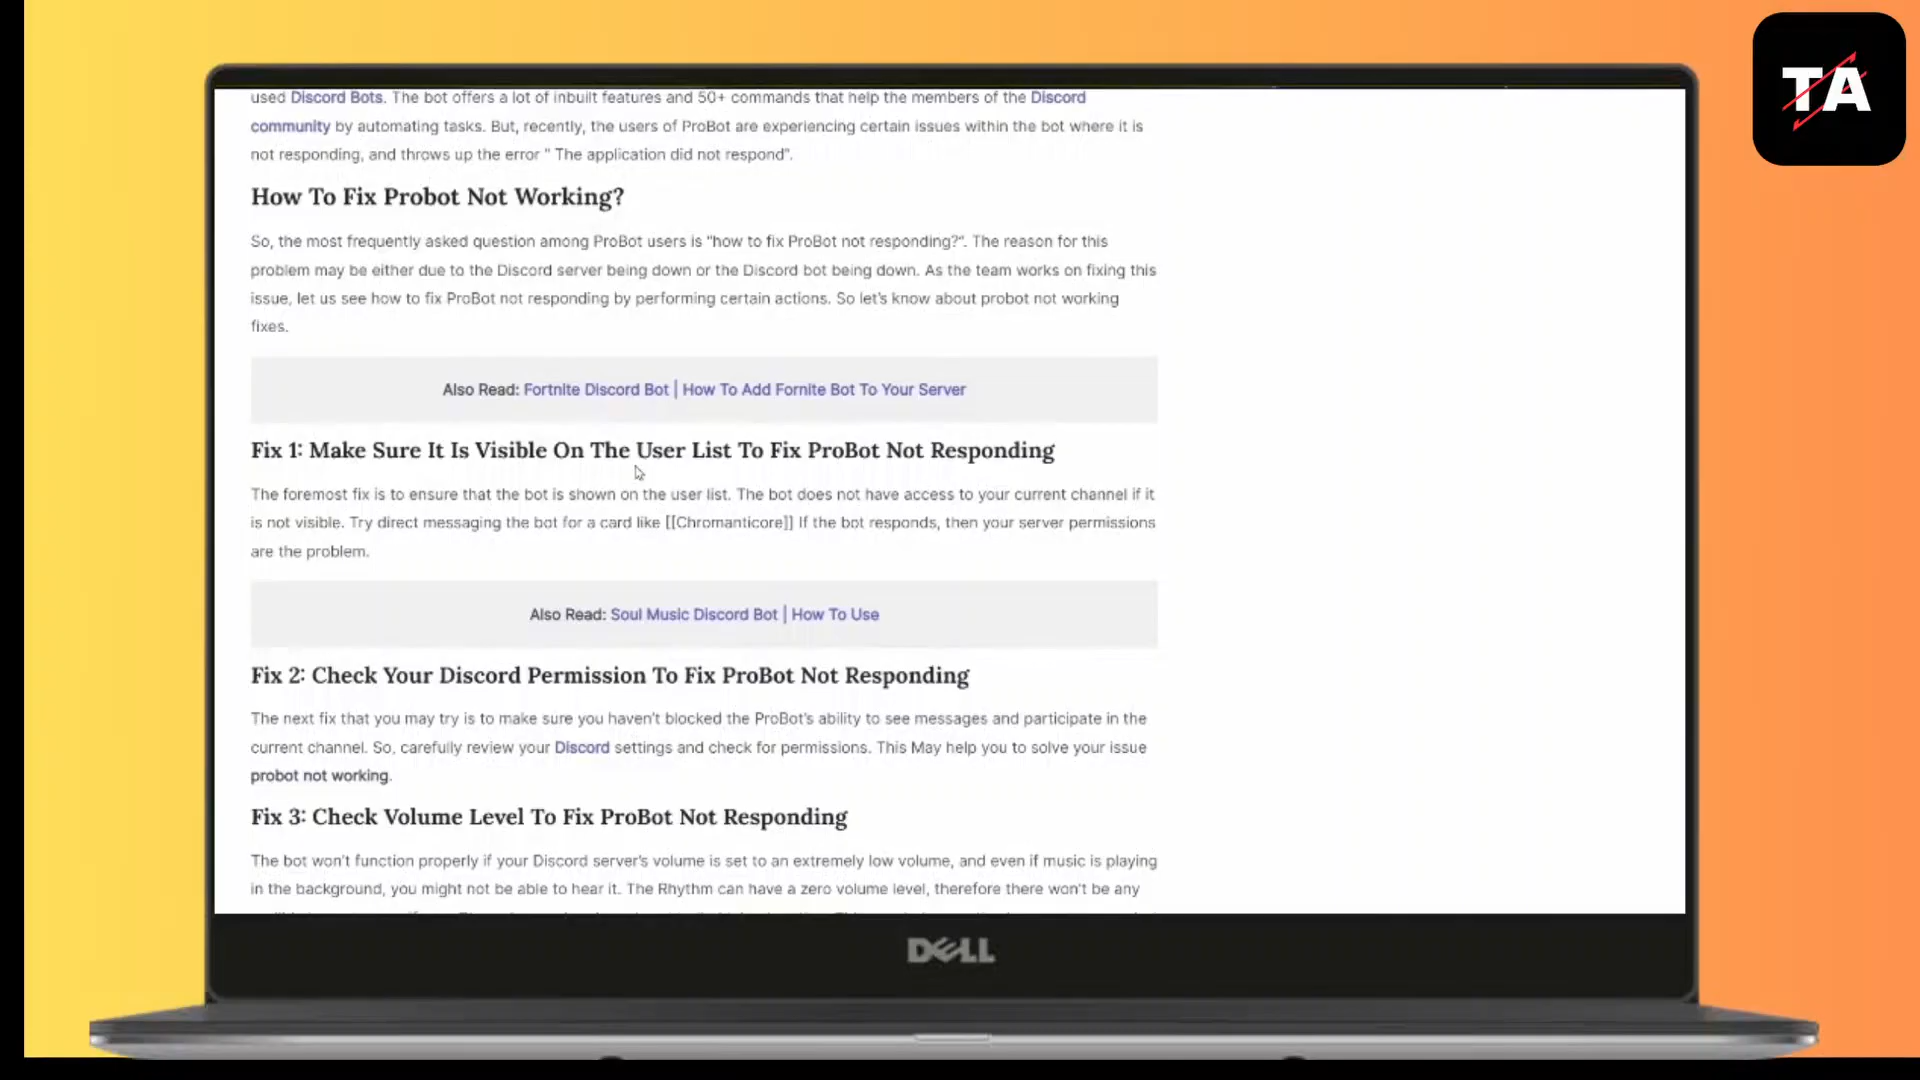 TA
used Discord Bots. The bot offers a lot of inbuilt features and 50+ commands that help the members of the Discord
community by automating tasks. But, recently, the users of ProBot are experiencing certain issues within the bot where it is
not responding, and throws up the error " The application did not respond".
How To Fix Probot Not Working?
So, the most frequently asked question among ProBot users is "how to fix ProBot not responding?". The reason for this
problem may be either due to the Discord server being down or the Discord bot being down. As the team works on fixing this
issue, let us see how to fix ProBot not responding by performing certain actions. So let's know about probot not working
fixes.
Also Read: Fortnite Discord Bot | How To Add Fornite Bot To Your Server
Fix 1: Make Sure It Is Visible On The User List To Fix ProBot Not Responding
The foremost fix is to ensure that the bot is shown on the user list. The bot does not have access to your current channel if it
is not visible. Try direct messaging the bot for a card like [[Chromanticore]] If the bot responds, then your server permissions
are the problem.
Also Read: Soul Music Discord Bot | How To Use
Fix 2: Check Your Discord Permission To Fix ProBot Not Responding
The next fix that you may try is to make sure you haven't blocked the ProBot's ability to see messages and participate in the
current channel. So, carefully review your Discord settings and check for permissions. This May help you to solve your issue
probot not working.
Fix 3: Check Volume Level To Fix ProBot Not Responding
The bot won't function properly if your Discord server's volume is set to an extremely low volume, and even if music is playing
in the background, you might not be able to hear it. The Rhythm can have a zero volume level, therefore there won't be any
DELL